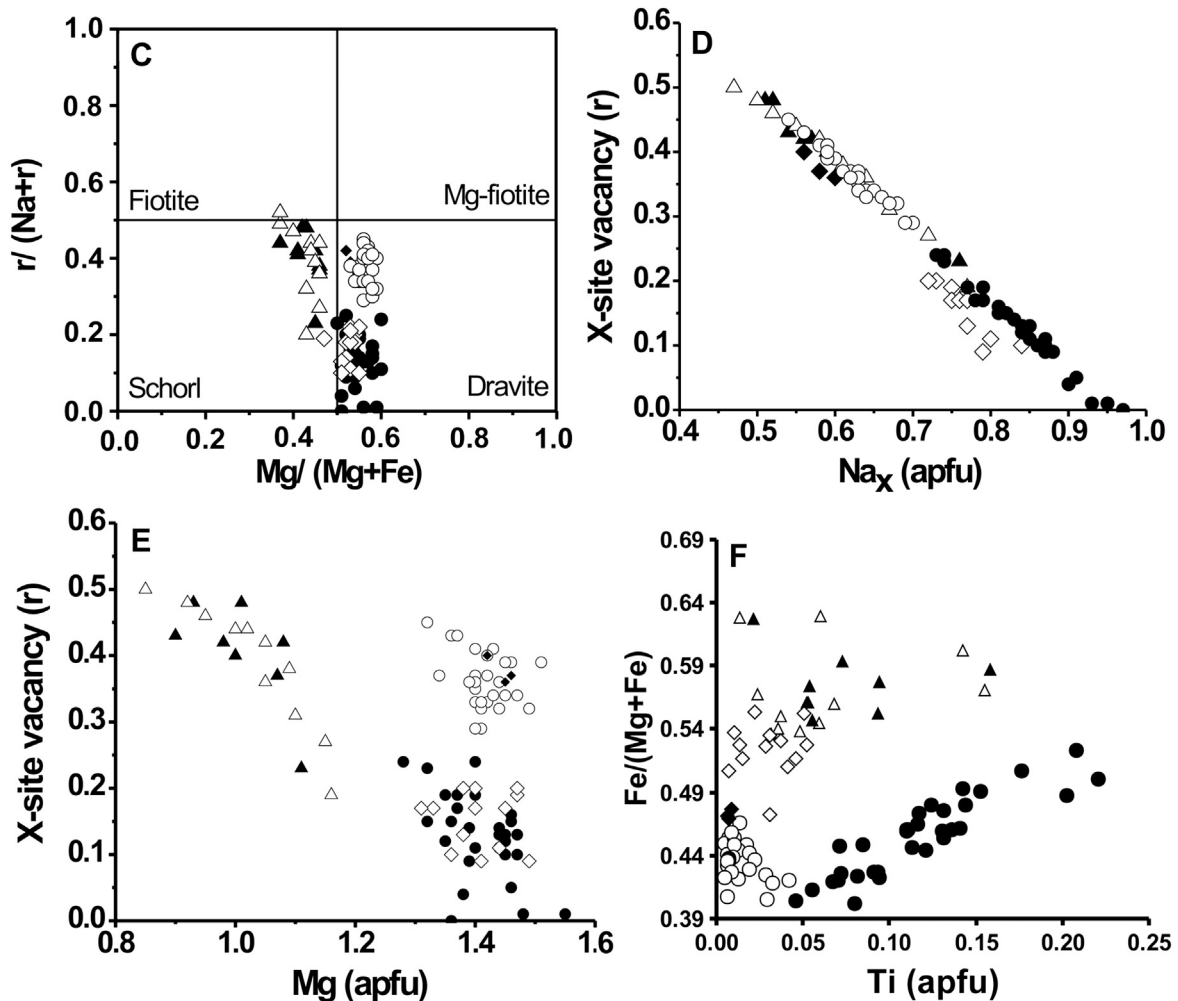 C
r/ (Na+r)
1.0
0.8
0.6
0.4
0.2
0.0
Fiotite
Mg-fiotite
Schorl
Dravite
0.0 0.2 0.4 0.6 0.8 1.0
Mg/ (Mg+Fe)
D
X-site vacancy (r)
0.6
0.5
0.4
0.3
0.2
0.1
0.0
0.4 0.5 0.6 0.7 0.8 0.9 1.0
NaX (apfu)
E
X-site vacancy (r)
0.6
0.5
0.4
0.3
0.2
0.1
0.0
0.8 1.0 1.2 1.4 1.6
Mg (apfu)
F
Fe/(Mg+Fe)
0.69
0.64
0.59
0.54
0.49
0.44
0.39
0.00 0.05 0.10 0.15 0.20 0.25
Ti (apfu)